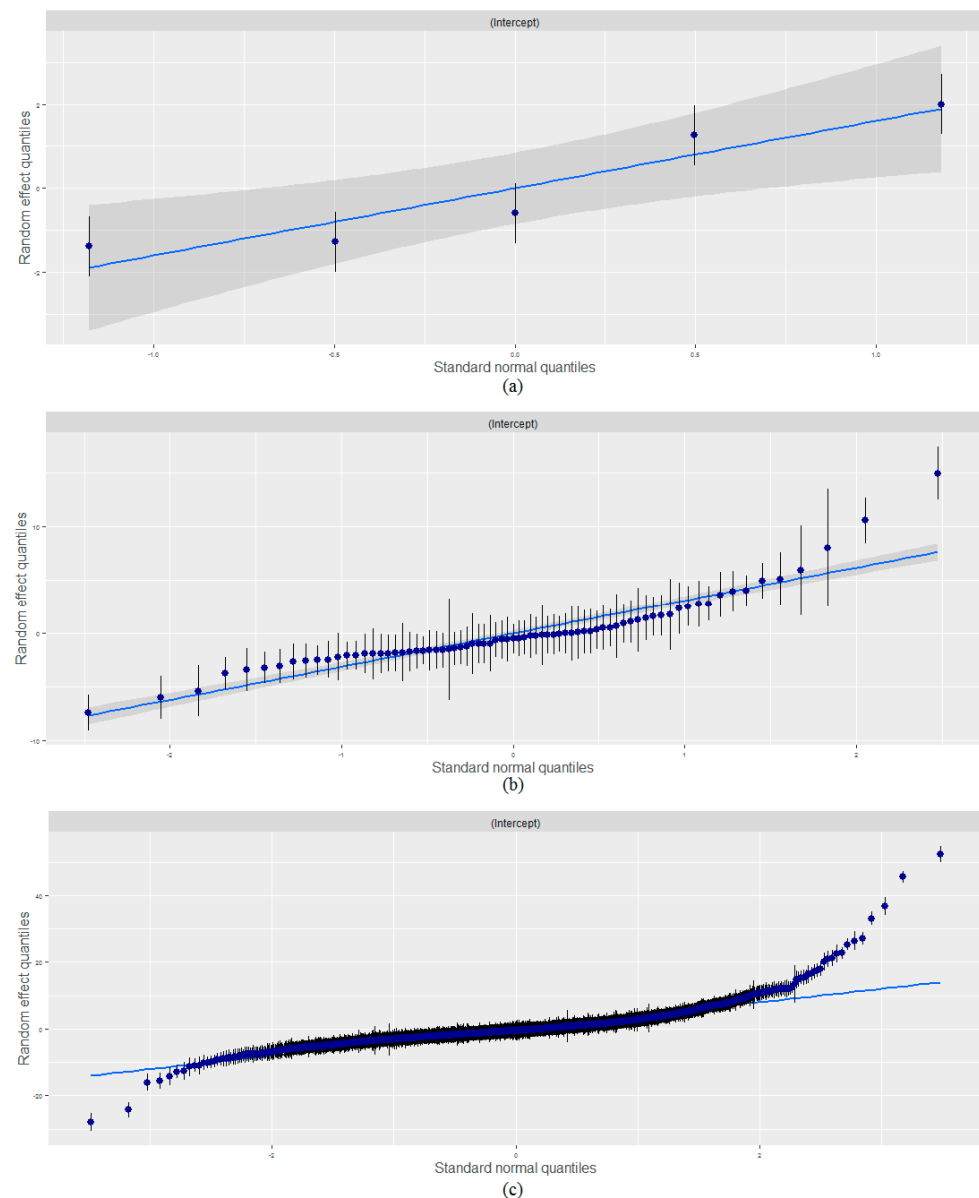 (Intercept)
2
0
-2
Random effect quantiles
-1.0 -0.5 0.0 0.5 1.0
Standard normal quantiles
(a)
(Intercept)
10
0
-10
Random effect quantiles
-2 -1 0 1 2
Standard normal quantiles
(b)
(Intercept)
40
20
0
-20
Random effect quantiles
-2 0 2
Standard normal quantiles
(c)